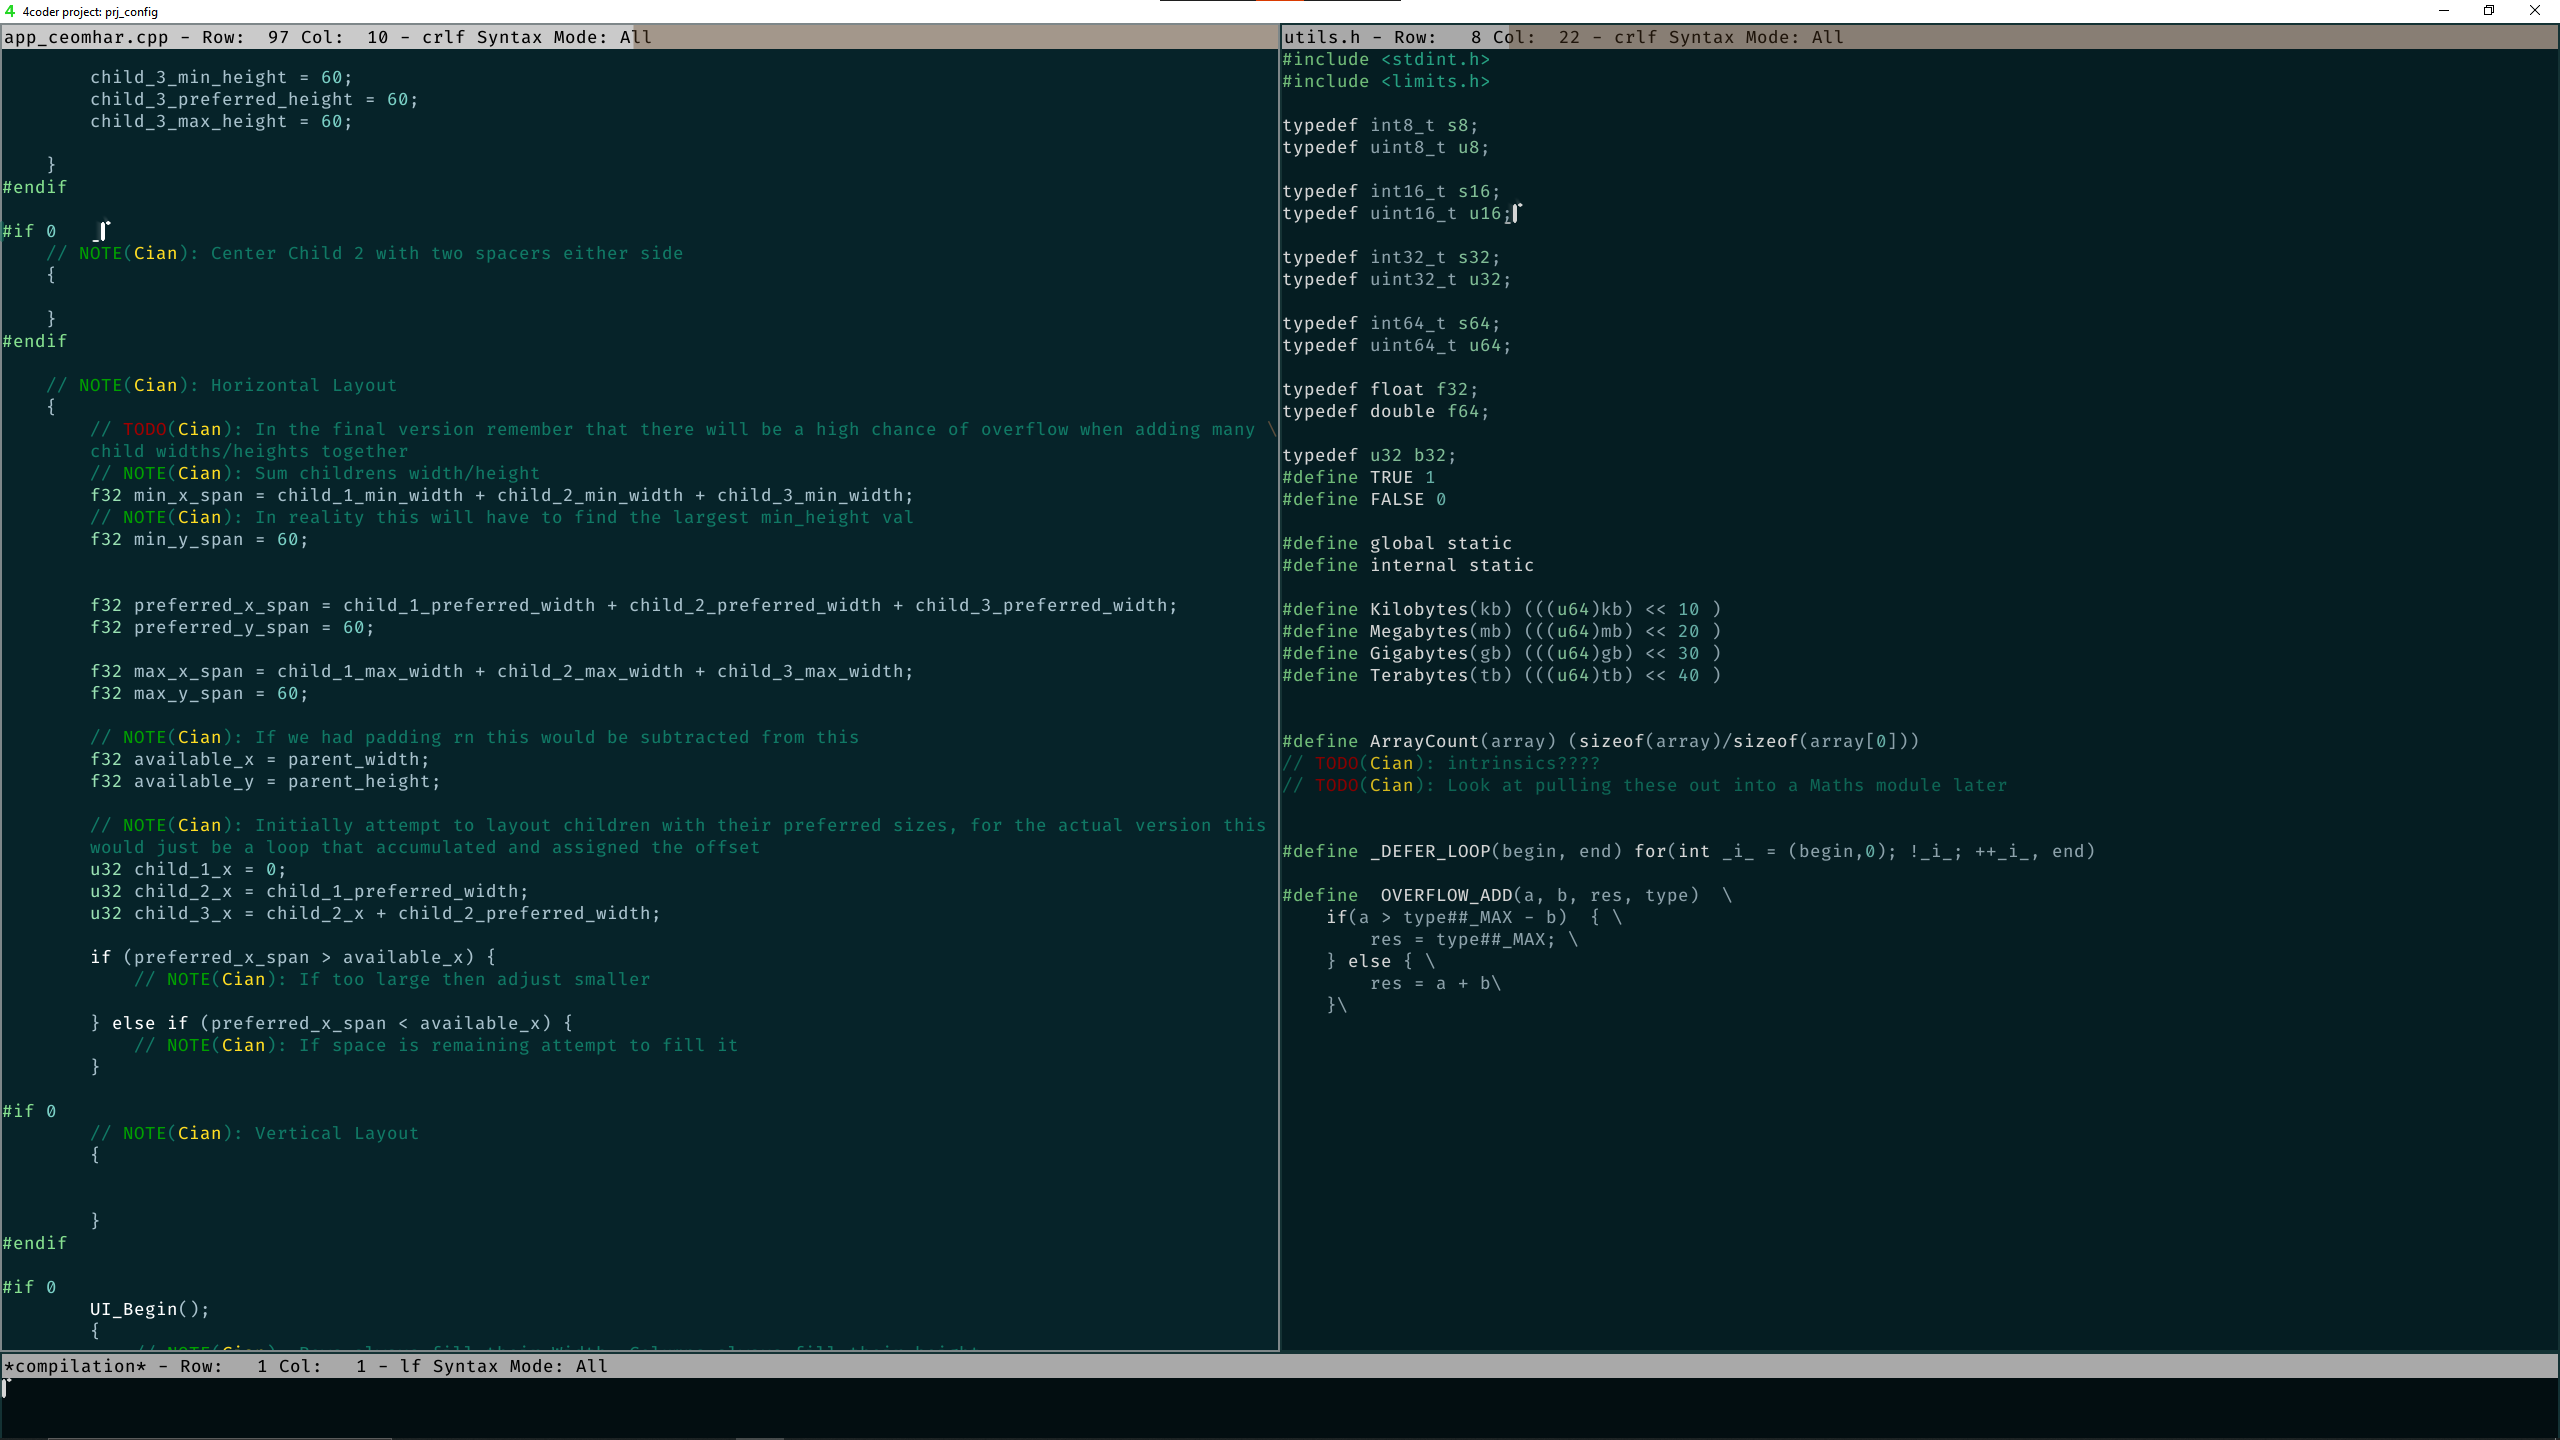 4coder project: prj_config
app_ceomhar.cpp - Row:  97 Col:  10 - crlf Syntax Mode: All
        child_3_min_height = 60;
        child_3_preferred_height = 60;
        child_3_max_height = 60;
    }
#endif
#if 0
    // NOTE(Cian): Center Child 2 with two spacers either side
    {
    }
#endif
    // NOTE(Cian): Horizontal Layout
    {
        // TODO(Cian): In the final version remember that there will be a high chance of overflow when adding many \
        child widths/heights together
        // NOTE(Cian): Sum childrens width/height
        f32 min_x_span = child_1_min_width + child_2_min_width + child_3_min_width;
        // NOTE(Cian): In reality this will have to find the largest min_height val
        f32 min_y_span = 60;
        f32 preferred_x_span = child_1_preferred_width + child_2_preferred_width + child_3_preferred_width;
        f32 preferred_y_span = 60;
        f32 max_x_span = child_1_max_width + child_2_max_width + child_3_max_width;
        f32 max_y_span = 60;
        // NOTE(Cian): If we had padding rn this would be subtracted from this
        f32 available_x = parent_width;
        f32 available_y = parent_height;
        // NOTE(Cian): Initially attempt to layout children with their preferred sizes, for the actual version this
        would just be a loop that accumulated and assigned the offset
        u32 child_1_x = 0;
        u32 child_2_x = child_1_preferred_width;
        u32 child_3_x = child_2_x + child_2_preferred_width;
        if (preferred_x_span > available_x) {
            // NOTE(Cian): If too large then adjust smaller
        } else if (preferred_x_span < available_x) {
            // NOTE(Cian): If space is remaining attempt to fill it
        }
#if 0
        // NOTE(Cian): Vertical Layout
        {
        }
#endif
#if 0
        UI_Begin();
        {
utils.h - Row:   8 Col:  22 - crlf Syntax Mode: All
#include <stdint.h>
#include <limits.h>
typedef int8_t s8;
typedef uint8_t u8;
typedef int16_t s16;
typedef uint16_t u16;
typedef int32_t s32;
typedef uint32_t u32;
typedef int64_t s64;
typedef uint64_t u64;
typedef float f32;
typedef double f64;
typedef u32 b32;
#define TRUE 1
#define FALSE 0
#define global static
#define internal static
#define Kilobytes(kb) (((u64)kb) << 10 )
#define Megabytes(mb) (((u64)mb) << 20 )
#define Gigabytes(gb) (((u64)gb) << 30 )
#define Terabytes(tb) (((u64)tb) << 40 )
#define ArrayCount(array) (sizeof(array)/sizeof(array[0]))
// TODO(Cian): intrinsics????
// TODO(Cian): Look at pulling these out into a Maths module later
#define _DEFER_LOOP(begin, end) for(int _i_ = (begin,0); !_i_; ++_i_, end)
#define  OVERFLOW_ADD(a, b, res, type)  \
    if(a > type##_MAX - b)  { \
        res = type##_MAX; \
    } else { \
        res = a + b\
    }\
*compilation* - Row:   1 Col:   1 - lf Syntax Mode: All